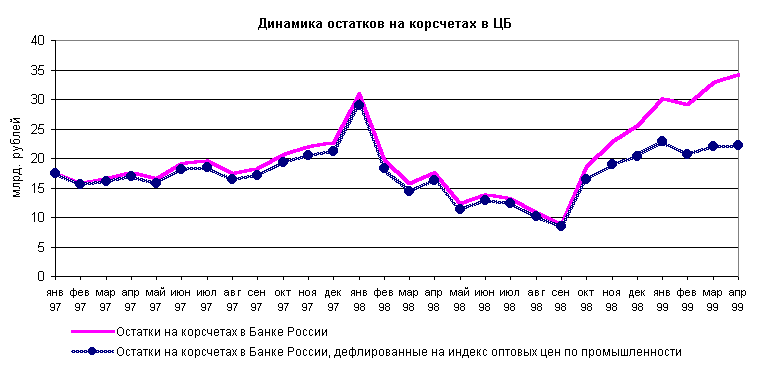 Динамика остатков на корсчетах в ЦБ
40
35
30
25
20
15
10
5
0
млрд. рублей
янв фев мар апр май июн июл авг сен окт ноя дек янв фев мар апр май июн июл авг сен окт ноя дек янв фев мар апр
97 97 97 97 97 97 97 97 97 97 97 97 98 98 98 98 98 98 98 98 98 98 98 98 99 99 99 99
Остатки на корсчетах в Банке России
Остатки на корсчетах в Банке России, дефлированные на индекс оптовых цен по промышленности